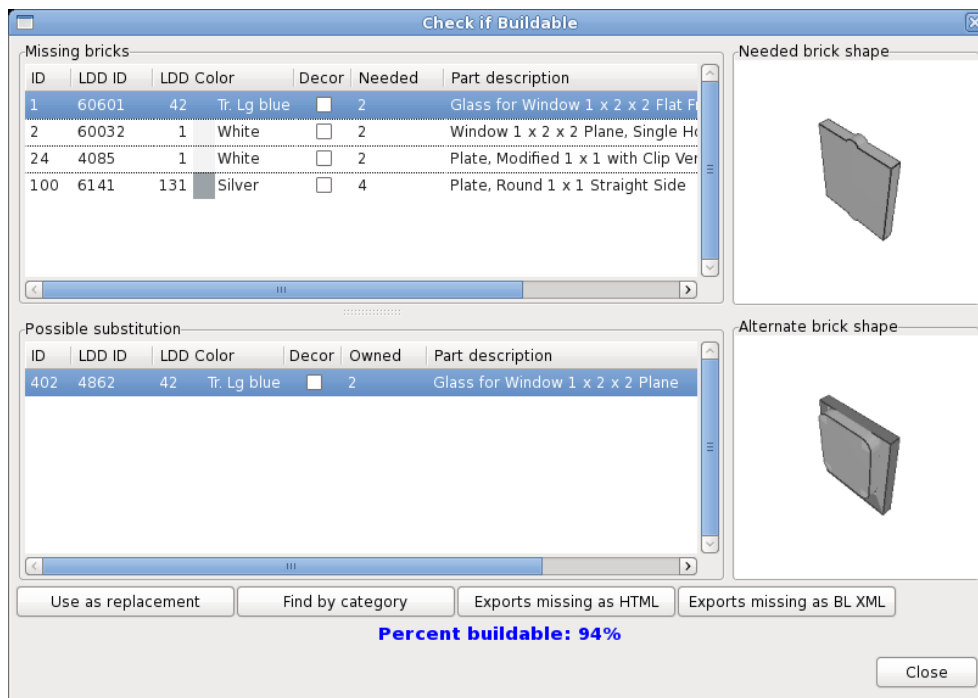 Check if Buildable
Missing bricks
ID LDD ID LDD Color Decor Needed Part description
1 60601 42 Tr. Lg blue 2 Glass for Window 1 x 2 x 2 Flat Fr
2 60032 1 White 2 Window 1 x 2 x 2 Plane, Single Ho
24 4085 1 White 2 Plate, Modified 1 x 1 with Clip Ver
100 6141 131 Silver 4 Plate, Round 1 x 1 Straight Side
Needed brick shape
Possible substitution
ID LDD ID LDD Color Decor Owned Part description
402 4862 42 Tr. Lg blue 2 Glass for Window 1 x 2 x 2 Plane
Alternate brick shape
Use as replacement Find by category Exports missing as HTML Exports missing as BL XML
Percent buildable: 94%
Close